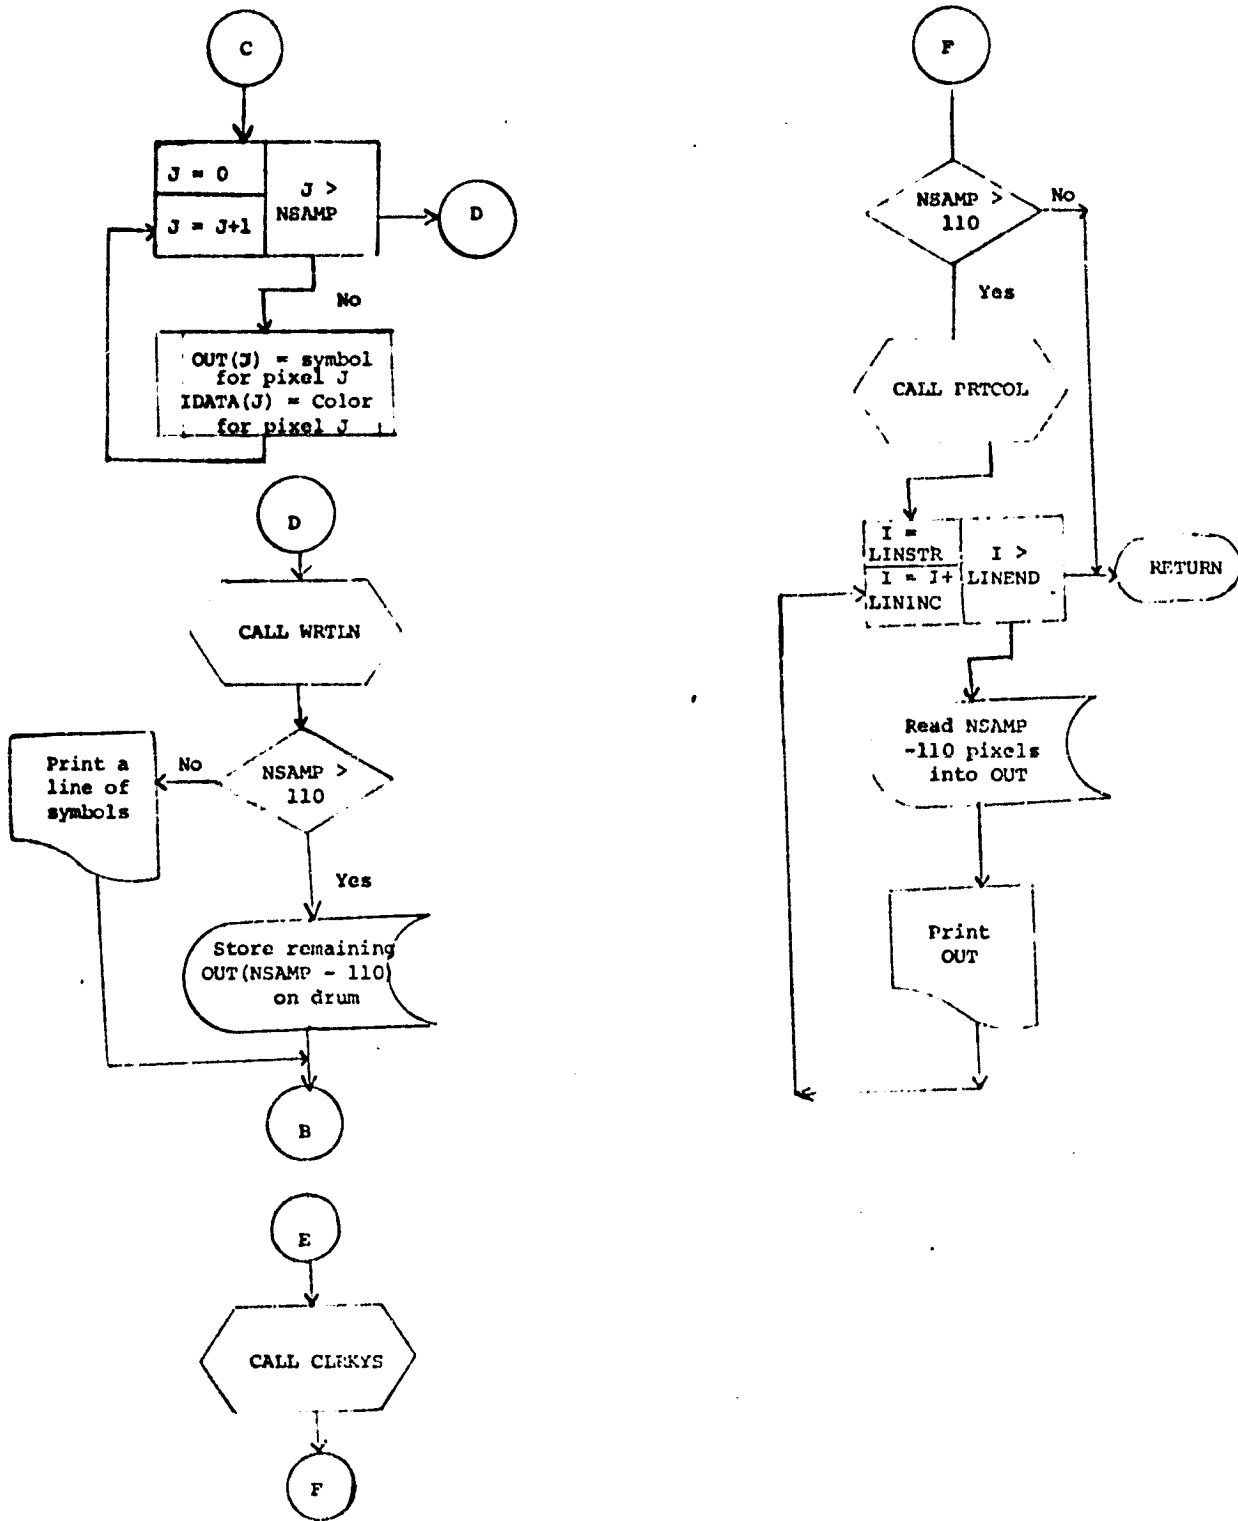 C
J = 0
J = J+1
J >
NSAMP
D
No
OUT(J) = symbol
for pixel J
IDATA(J) = Color
for pixel J
D
CALL WRTLN
NSAMP >
110
No
Print a
line of
symbols
Yes
Store remaining
OUT(NSAMP - 110)
on drum
B
E
CALL CLRKYS
F
F
NSAMP >
110
No
Yes
CALL PRTCOL
I =
LINSTR
I = I+
LININC
I >
LINEND
RETURN
Read NSAMP
-110 pixels
into OUT
Print
OUT